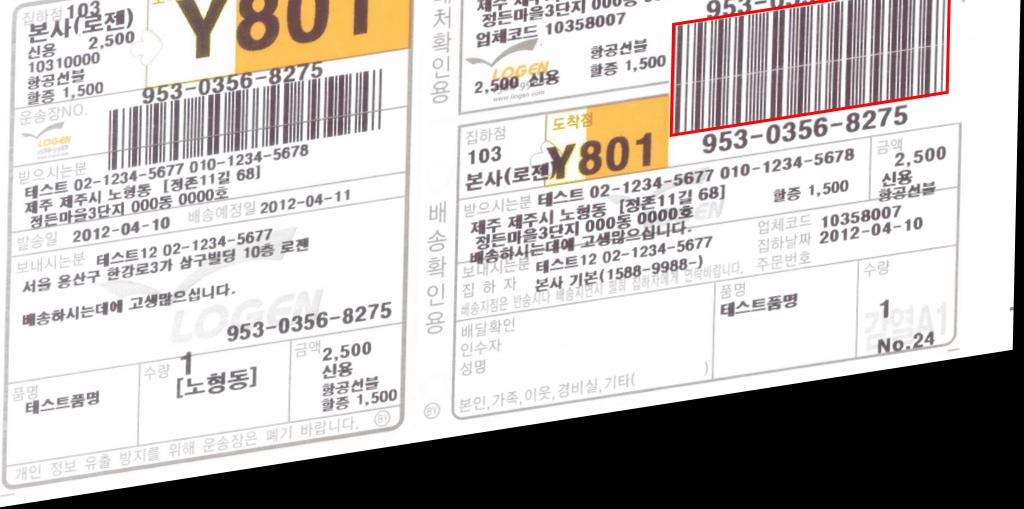 집하점 103
본사(로젠)
신용 2,500
10310000
항공선불
할증 1,500
Y801
운송장NO.
953-0356-8275
LOGEN
받으시는분
테스트 02-1234-5677 010-1234-5678
제주 제주시 노형동 [정존11길 68]
정든마을3단지 000동 0000호
발송일 2012-04-10 배송예정일 2012-04-11
보내시는분 테스트12 02-1234-5677
서울 용산구 한강로3가 삼구빌딩 10층 로젠
배송하시는데에 고생많으십니다.
LOGEN
953-0356-8275
품명 테스트품명
수량 1
[노형동]
금액 2,500
신용
항공선불
할증 1,500
개인 정보 유출 방지를 위해 운송장은 폐기 바랍니다.
처확인용
정든마을3단지 000동
업체코드 10358007
LOGEN
www.ilogen.com
2,500 신용
항공선불
할증 1,500
953-0356-8275
집하점
103
본사(로젠)
도착점
Y801
금액
2,500
신용
항공선불
받으시는분 테스트 02-1234-5677 010-1234-5678
제주 제주시 노형동 [정존11길 68]
할증 1,500
정든마을3단지 000동 0000호
배송하시는데에 고생많으십니다.
업체코드 10358007
보내시는분 테스트12 02-1234-5677
집하날짜 2012-04-10
집하자 본사 기본(1588-9988-)
주문번호
배송확인용
배달확인
인수자
성명
본인,가족,이웃,경비실,기타( )
품명
테스트품명
수량
1
감열A1
No.24